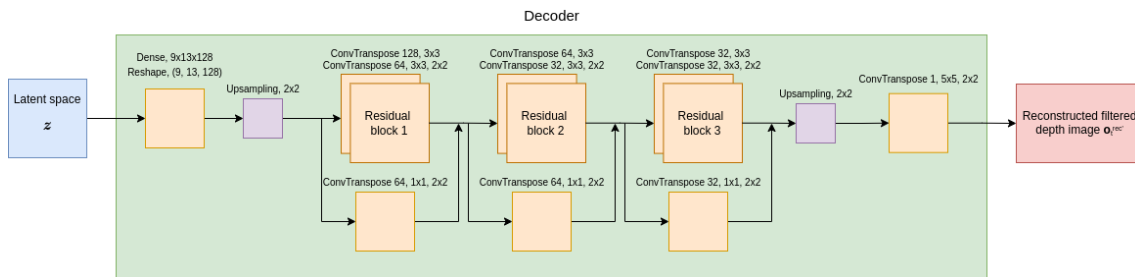 Decoder
Dense, 9x13x128
Reshape, (9, 13, 128)
Upsampling, 2x2
ConvTranspose 128, 3x3
ConvTranspose 64, 3x3, 2x2
ConvTranspose 64, 3x3
ConvTranspose 32, 3x3, 2x2
ConvTranspose 32, 3x3
ConvTranspose 32, 3x3, 2x2
Upsampling, 2x2
ConvTranspose 1, 5x5, 2x2
Latent space
z
Residual
block 1
Residual
block 2
Residual
block 3
Reconstructed filtered
depth image o_i^rec
ConvTranspose 64, 1x1, 2x2
ConvTranspose 64, 1x1, 2x2
ConvTranspose 32, 1x1, 2x2